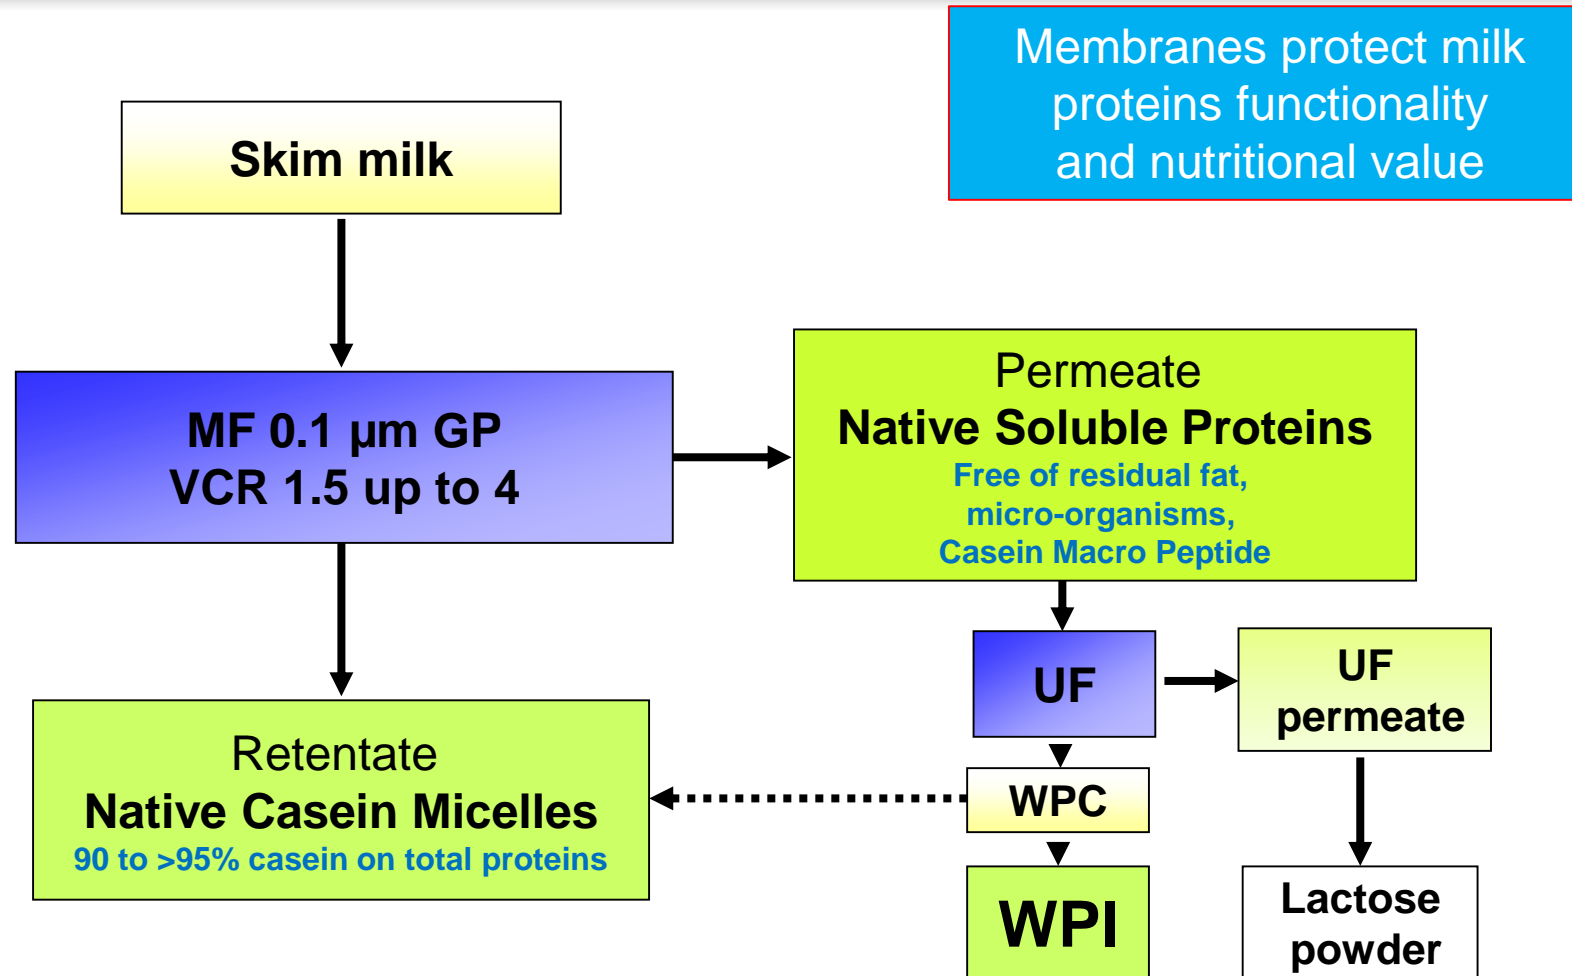 Membranes protect milk
proteins functionality
and nutritional value
Skim milk
MF 0.1 µm GP
VCR 1.5 up to 4
Permeate
Native Soluble Proteins
Free of residual fat,
micro-organisms,
Casein Macro Peptide
UF
UF
permeate
Retentate
Native Casein Micelles
90 to >95% casein on total proteins
WPC
WPI
Lactose
powder